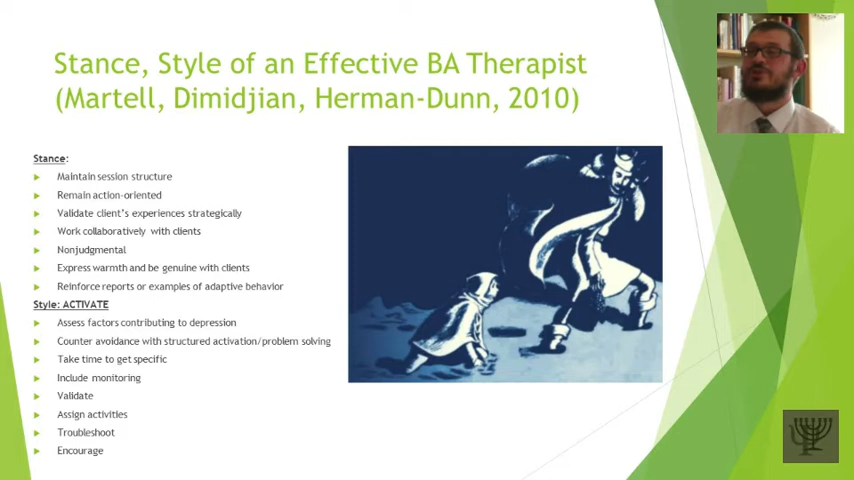 Stance, Style of an Effective BA Therapist
(Martell, Dimidjian, Herman-Dunn, 2010)
Stance:
Maintain session structure
Remain action-oriented
Validate client's experiences strategically
Work collaboratively with clients
Nonjudgmental
Express warmth and be genuine with clients
Reinforce reports or examples of adaptive behavior
Style: ACTIVATE
Assess factors contributing to depression
Counter avoidance with structured activation/problem solving
Take time to get specific
Include monitoring
Validate
Assign activities
Troubleshoot
Encourage